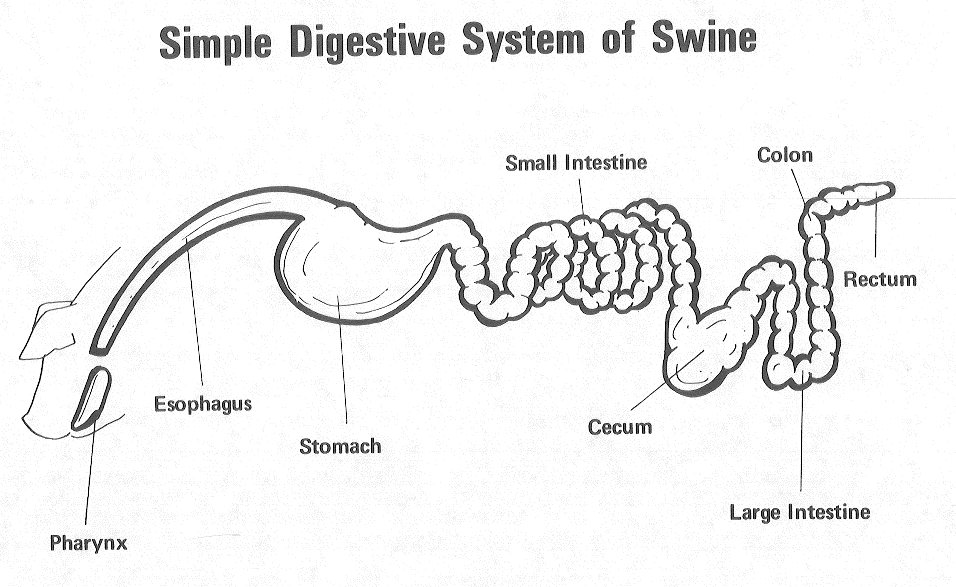 Simple Digestive System of Swine
Small Intestine
Colon
Rectum
Esophagus
Stomach
Cecum
Large Intestine
Pharynx